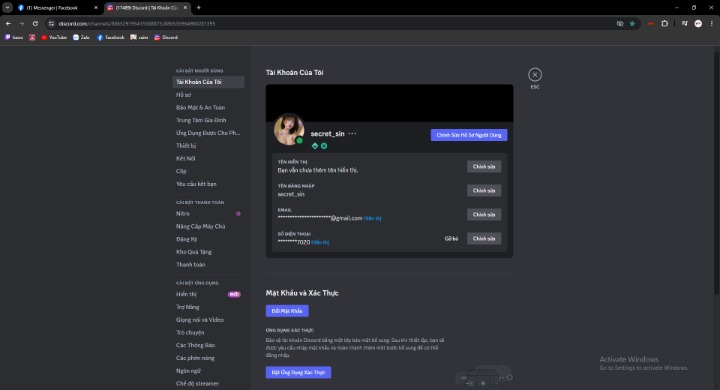 (1) Messenger | Facebook
Discord | Tài Khoản Của Tôi
YouTube
Zalo
facebook
Discord
CÀI ĐẶT NGƯỜI DÙNG
Tài Khoản Của Tôi
Hồ sơ
Bảo Mật & An Toàn
Trung Tâm Gia Đình
Ứng Dụng Được Cho Ph...
Thiết bị
Kết Nối
Clip
Yêu cầu kết bạn
CÀI ĐẶT THANH TOÁN
Nitro
Nâng Cấp Máy Chủ
Đăng Ký
Kho Quà Tặng
Thanh toán
CÀI ĐẶT ỨNG DỤNG
Hiển thị MỚI
Trợ Năng
Giọng nói và Video
Trò chuyện
Các Thông Báo
Các phím nóng
Ngôn ngữ
Chế độ streamer
Tài Khoản Của Tôi
ESC
secret_sin
Chỉnh Sửa Hồ Sơ Người Dùng
TÊN HIỂN THỊ
Bạn vẫn chưa thêm tên hiển thị.
Chỉnh sửa
TÊN ĐĂNG NHẬP
secret_sin
Chỉnh sửa
EMAIL
**********************@gmail.com Hiển thị
Chỉnh sửa
SỐ ĐIỆN THOẠI
********7020 Hiển thị
Gỡ bỏ Chỉnh sửa
Mật Khẩu và Xác Thực
Đổi Mật Khẩu
ỨNG DỤNG XÁC THỰC
Bảo vệ tài khoản Discord bằng một lớp bảo mật bổ sung. Sau khi thiết lập, bạn sẽ
được yêu cầu nhập mật khẩu và hoàn thành thêm một bước bổ sung để có thể
đăng nhập.
Bật Ứng Dụng Xác Thực
Activate Windows
Go to Settings to activate Windows.